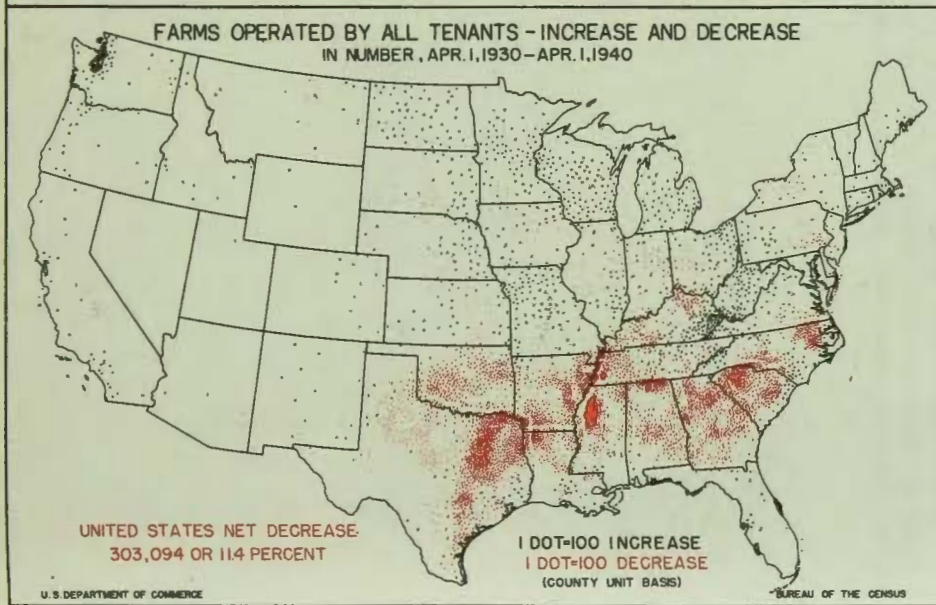 FARMS OPERATED BY ALL TENANTS - INCREASE AND DECREASE
IN NUMBER, APR. 1, 1930 - APR. 1, 1940
UNITED STATES NET DECREASE
303,094 OR 11.4 PERCENT
1 DOT=100 INCREASE
1 DOT=100 DECREASE
(COUNTY UNIT BASIS)
U.S. DEPARTMENT OF COMMERCE
BUREAU OF THE CENSUS